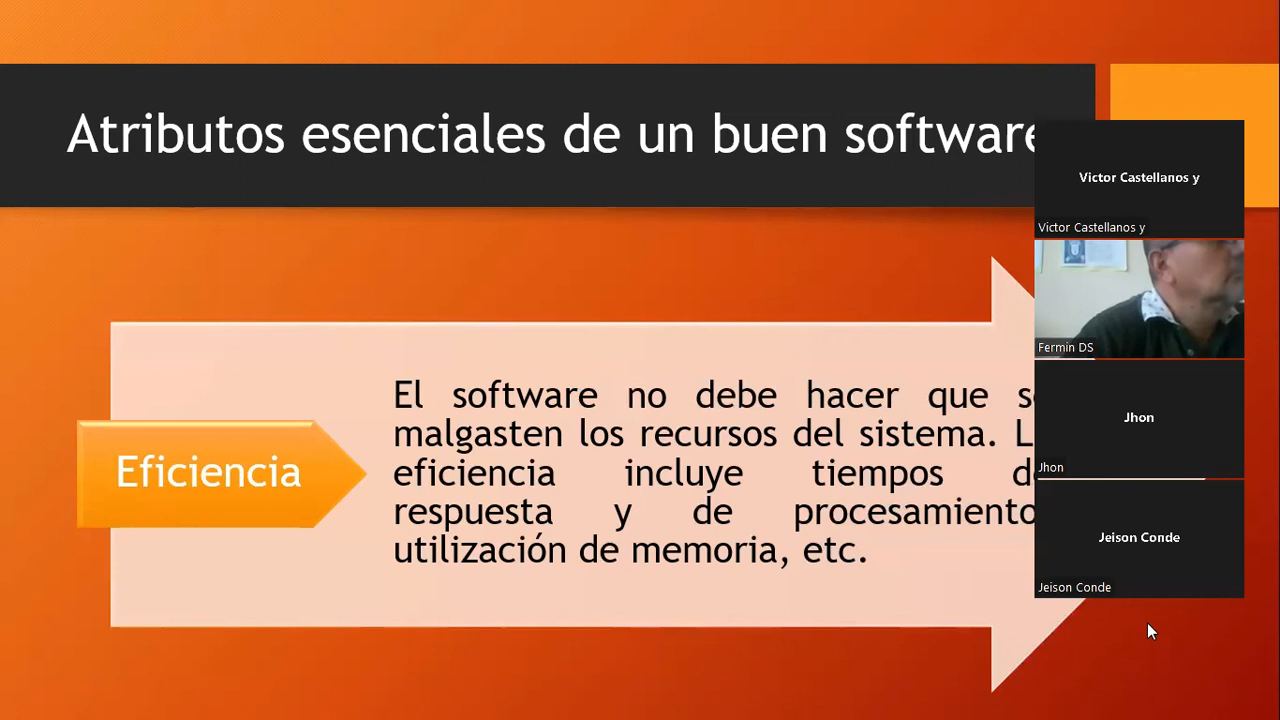 Atributos esenciales de un buen software
Eficiencia
El software no debe hacer que
malgasten los recursos del sistema.
eficiencia incluye tiempos
respuesta y de procesamiento
utilización de memoria, etc.
Victor Castellanos y
Victor Castellanos y
Fermin DS
Jhon
Jhon
Jeison Conde
Jeison Conde